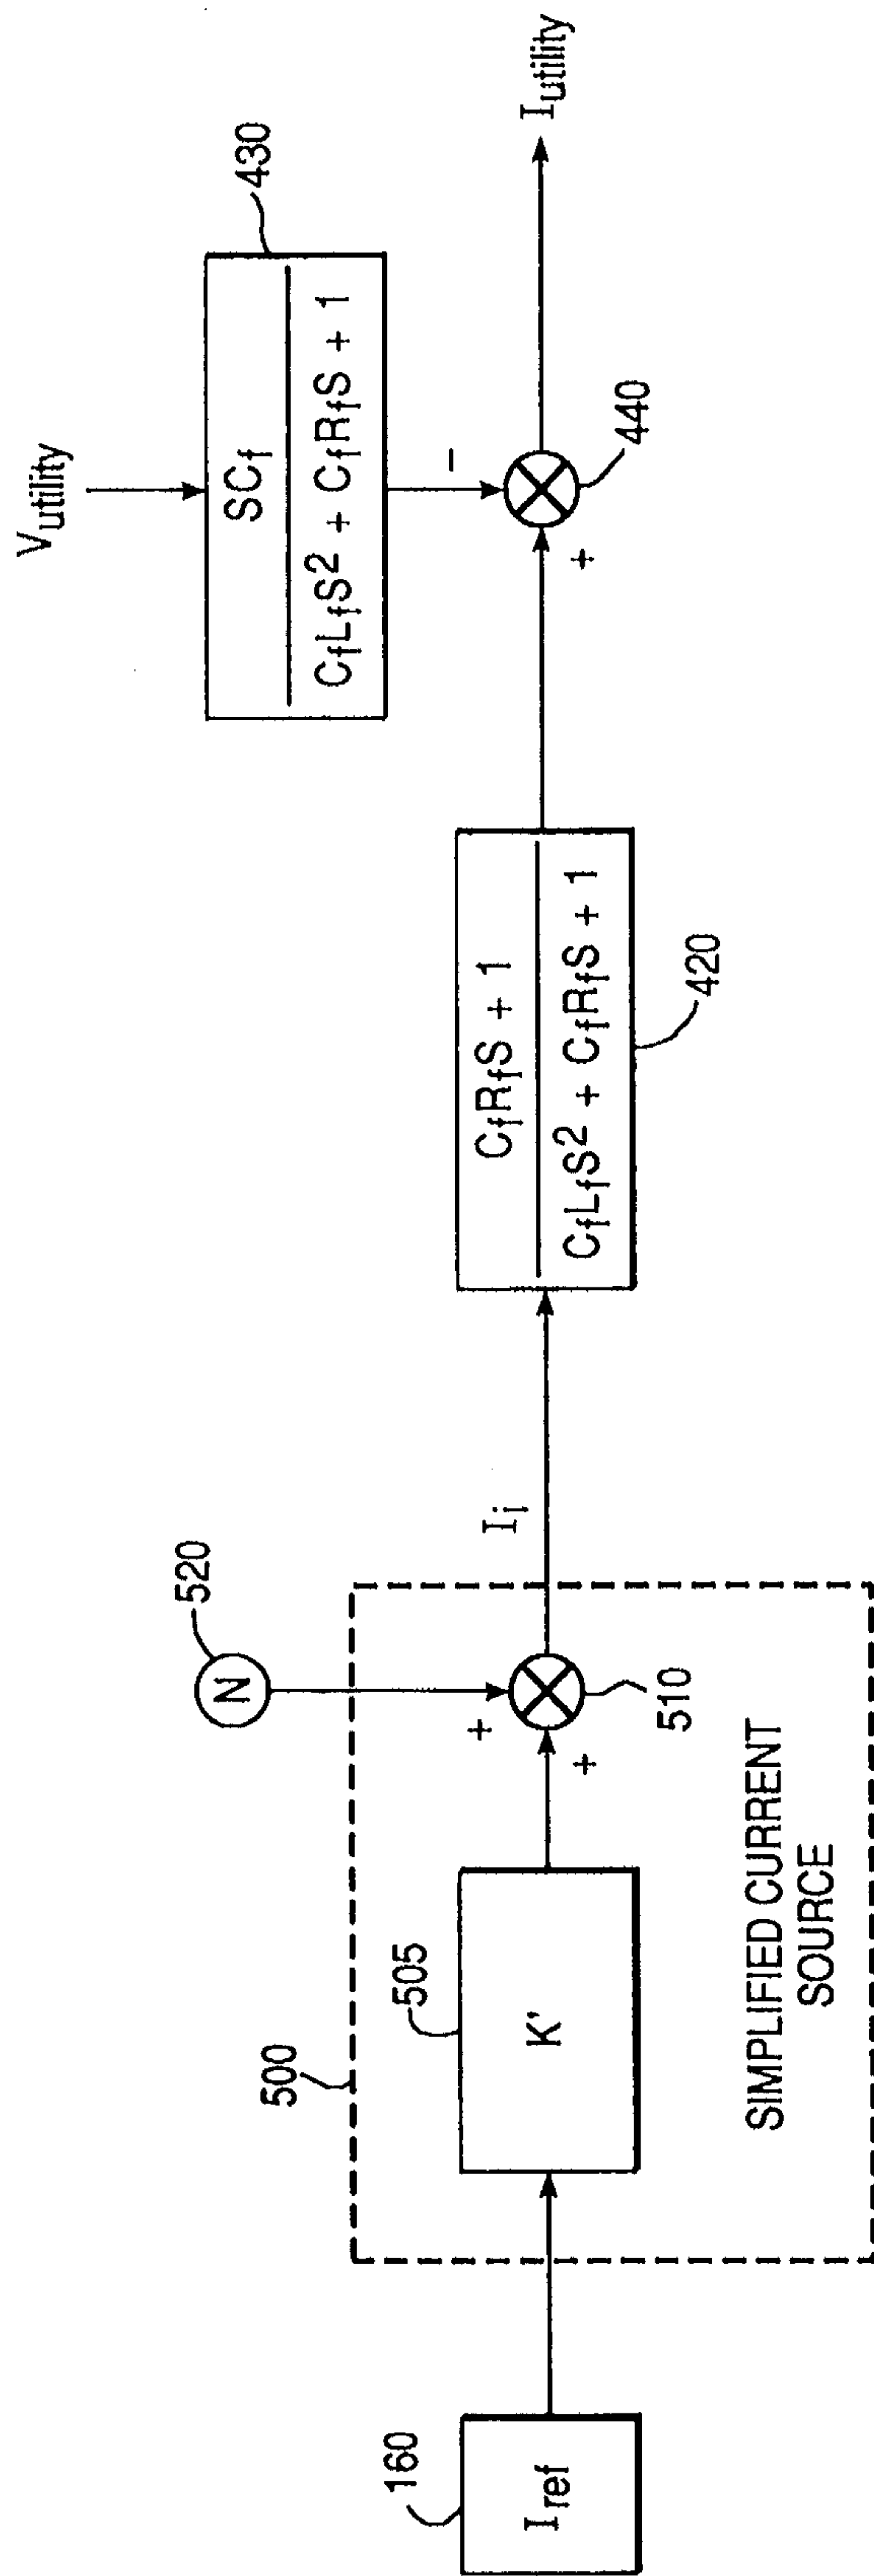 V_utility
430
SC_f
C_fL_fS^2 + C_fR_fS + 1
-
440
I_utility
+
C_fR_fS + 1
C_fL_fS^2 + C_fR_fS + 1
420
I_i
520
N
+
+
510
500
505
K'
SIMPLIFIED CURRENT
SOURCE
160
I_ref